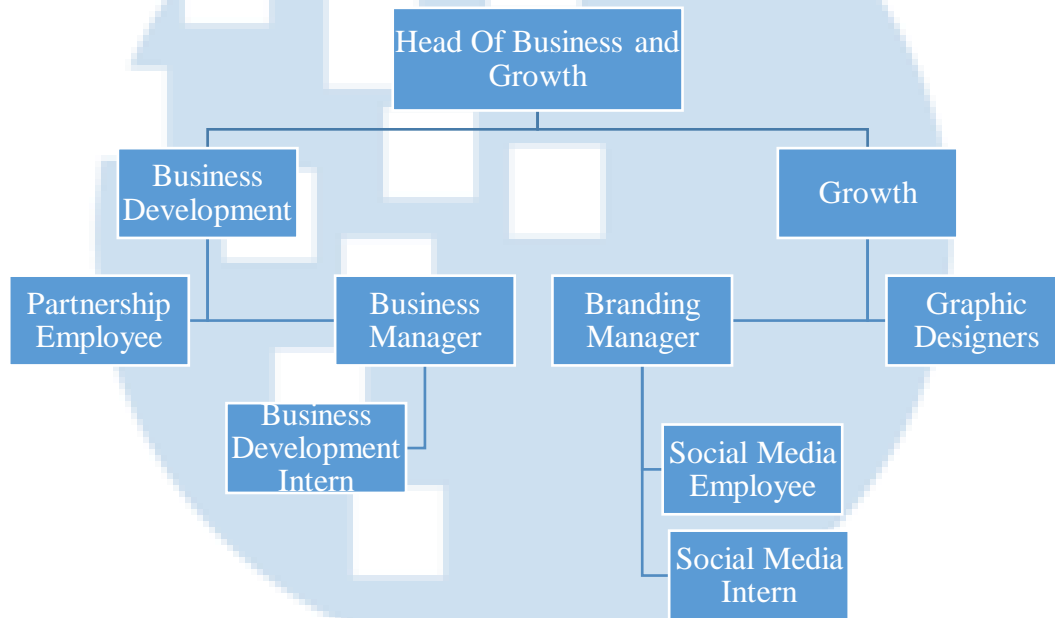 Head Of Business and
Growth
Business
Development
Growth
Partnership
Employee
Business
Manager
Branding
Manager
Graphic
Designers
Business
Development
Intern
Social Media
Employee
Social Media
Intern